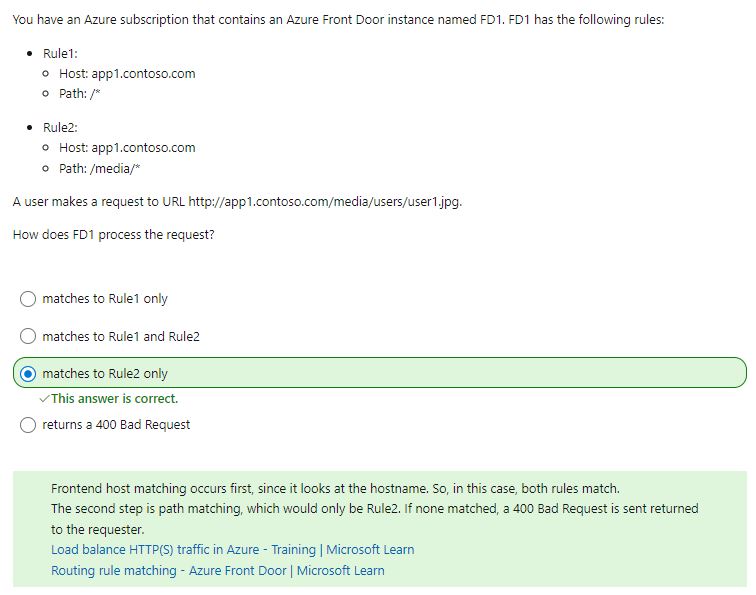 You have an Azure subscription that contains an Azure Front Door instance named FD1. FD1 has the following rules:
• Rule1:
o Host: app1.contoso.com
o Path: /*
• Rule2:
o Host: app1.contoso.com
o Path: /media/*
A user makes a request to URL http://app1.contoso.com/media/users/user1.jpg.
How does FD1 process the request?
matches to Rule1 only
matches to Rule1 and Rule2
matches to Rule2 only
✓This answer is correct.
returns a 400 Bad Request
Frontend host matching occurs first, since it looks at the hostname. So, in this case, both rules match.
The second step is path matching, which would only be Rule2. If none matched, a 400 Bad Request is sent returned
to the requester.
Load balance HTTP(S) traffic in Azure - Training | Microsoft Learn
Routing rule matching - Azure Front Door | Microsoft Learn